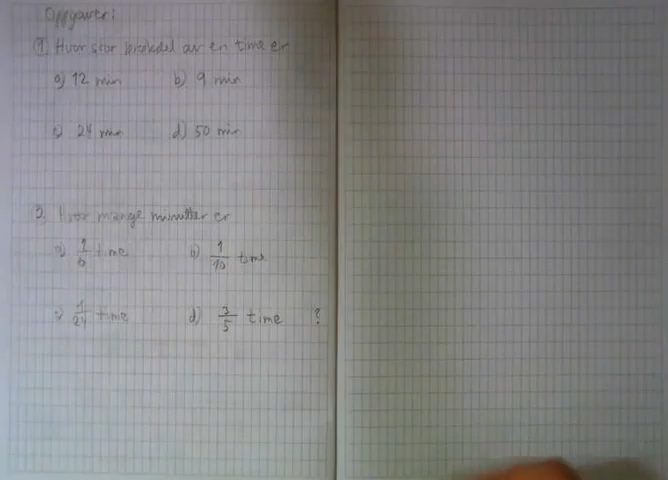 Oppgaver:
1) Hvor stor brøkdel av en time er
a) 12 min b) 9 min
c) 24 min d) 50 min
2. Hvor mange minutter er
a) 1/6 time b) 1/10 time
c) 1/24 time d) 3/5 time ?